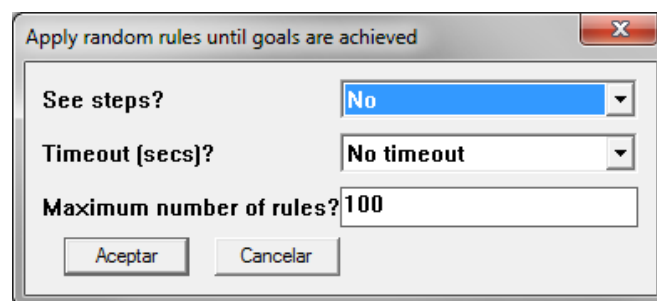 Apply random rules until goals are achieved
See steps? No
Timeout (secs)? No timeout
Maximum number of rules? 100
Aceptar Cancelar